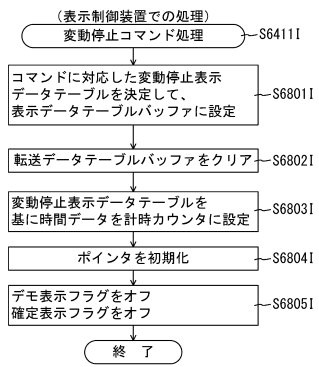 (表示制御装置での処理)
変動停止コマンド処理
S6411I
コマンドに対応した変動停止表示
データテーブルを決定して、
表示データテーブルバッファに設定
S6801I
転送データテーブルバッファをクリア
S6802I
変動停止表示データテーブルを
基に時間データを計時カウンタに設定
S6803I
ポインタを初期化
S6804I
デモ表示フラグをオフ
確定表示フラグをオフ
S6805I
終 了